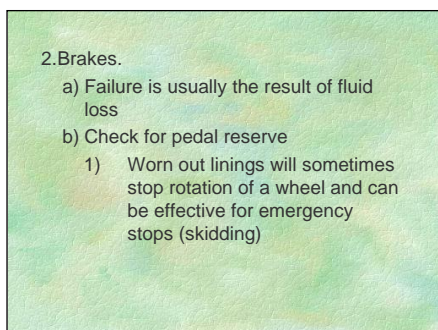 2.Brakes.
a) Failure is usually the result of fluid
loss
b) Check for pedal reserve
1) Worn out linings will sometimes
stop rotation of a wheel and can
be effective for emergency
stops (skidding)